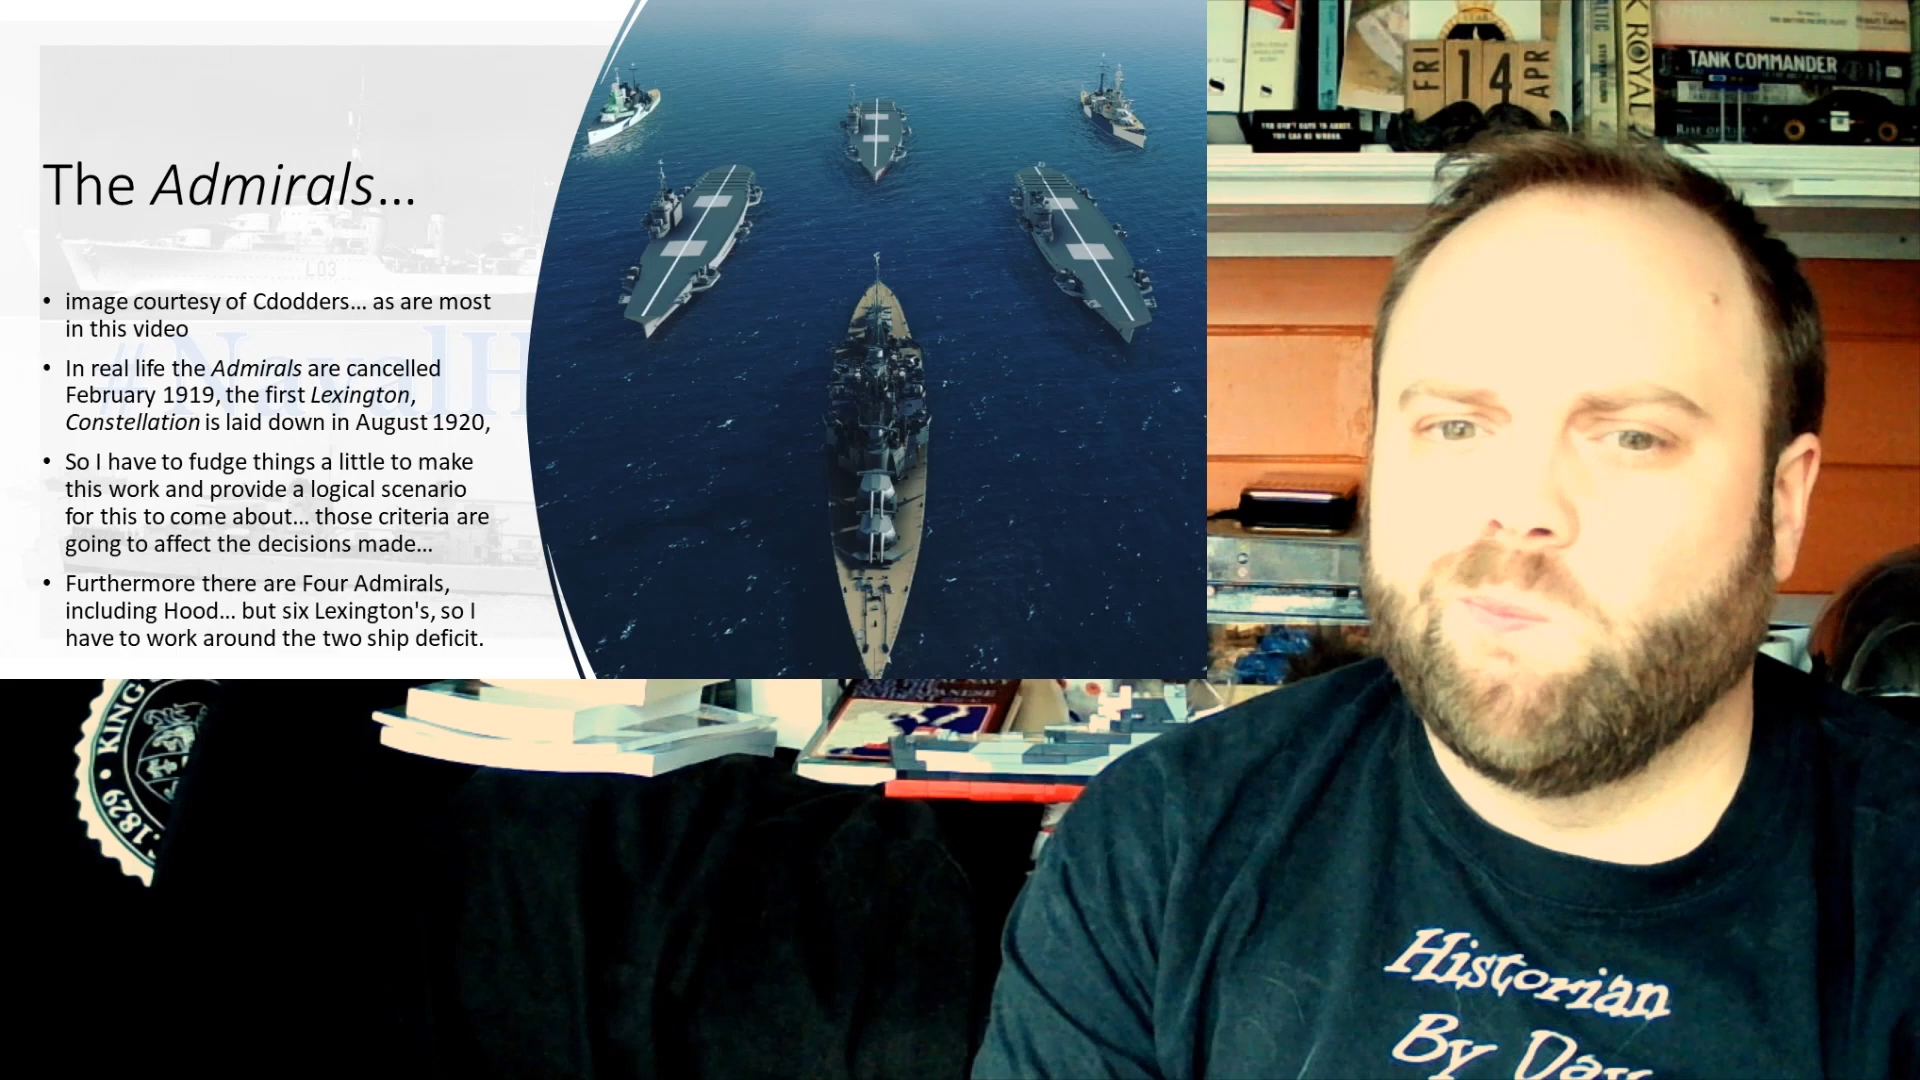 The Admirals...
• image courtesy of Cdodders... as are most
in this video
• In real life the Admirals are cancelled
February 1919, the first Lexington,
Constellation is laid down in August 1920,
• So I have to fudge things a little to make
this work and provide a logical scenario
for this to come about... those criteria are
going to affect the decisions made...
• Furthermore there are Four Admirals,
including Hood... but six Lexington's, so I
have to work around the two ship deficit.
L03
#NavalH
FRI 14 APR
ROYAL
TANK COMMANDER
KING
1829
Historian
By Day